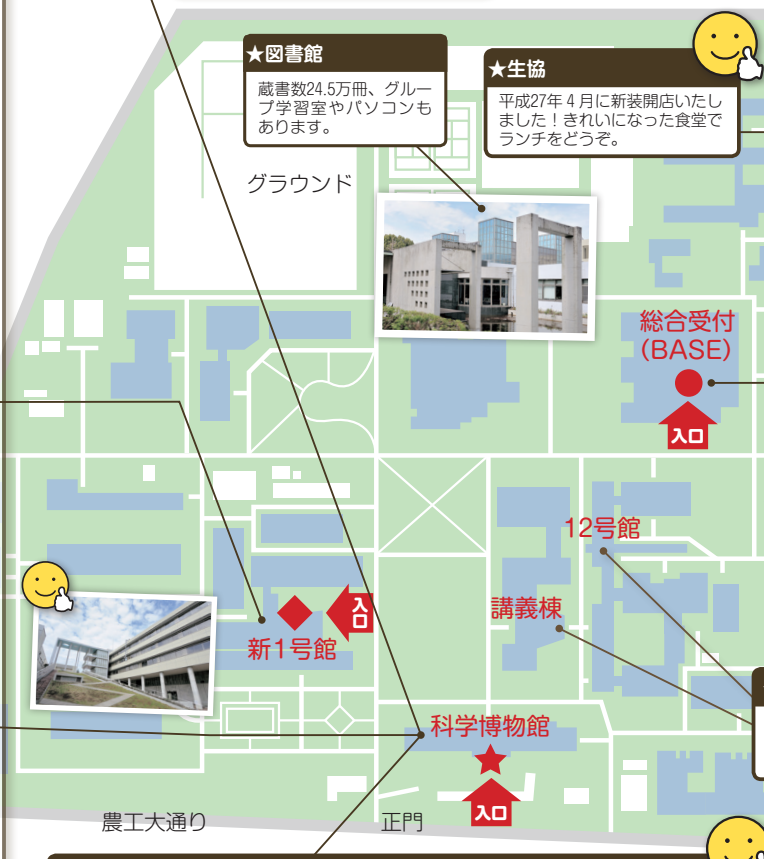 ★図書館
蔵書数24.5万冊、グルー
プ学習室やパソコンも
あります。
★生協
平成27年4月に新装開店いたし
ました！きれいになった食堂で
ランチをどうぞ。
グラウンド
総合受付
(BASE)
入口
12号館
講義棟
入口
新1号館
科学博物館
入口
農工大通り
正門